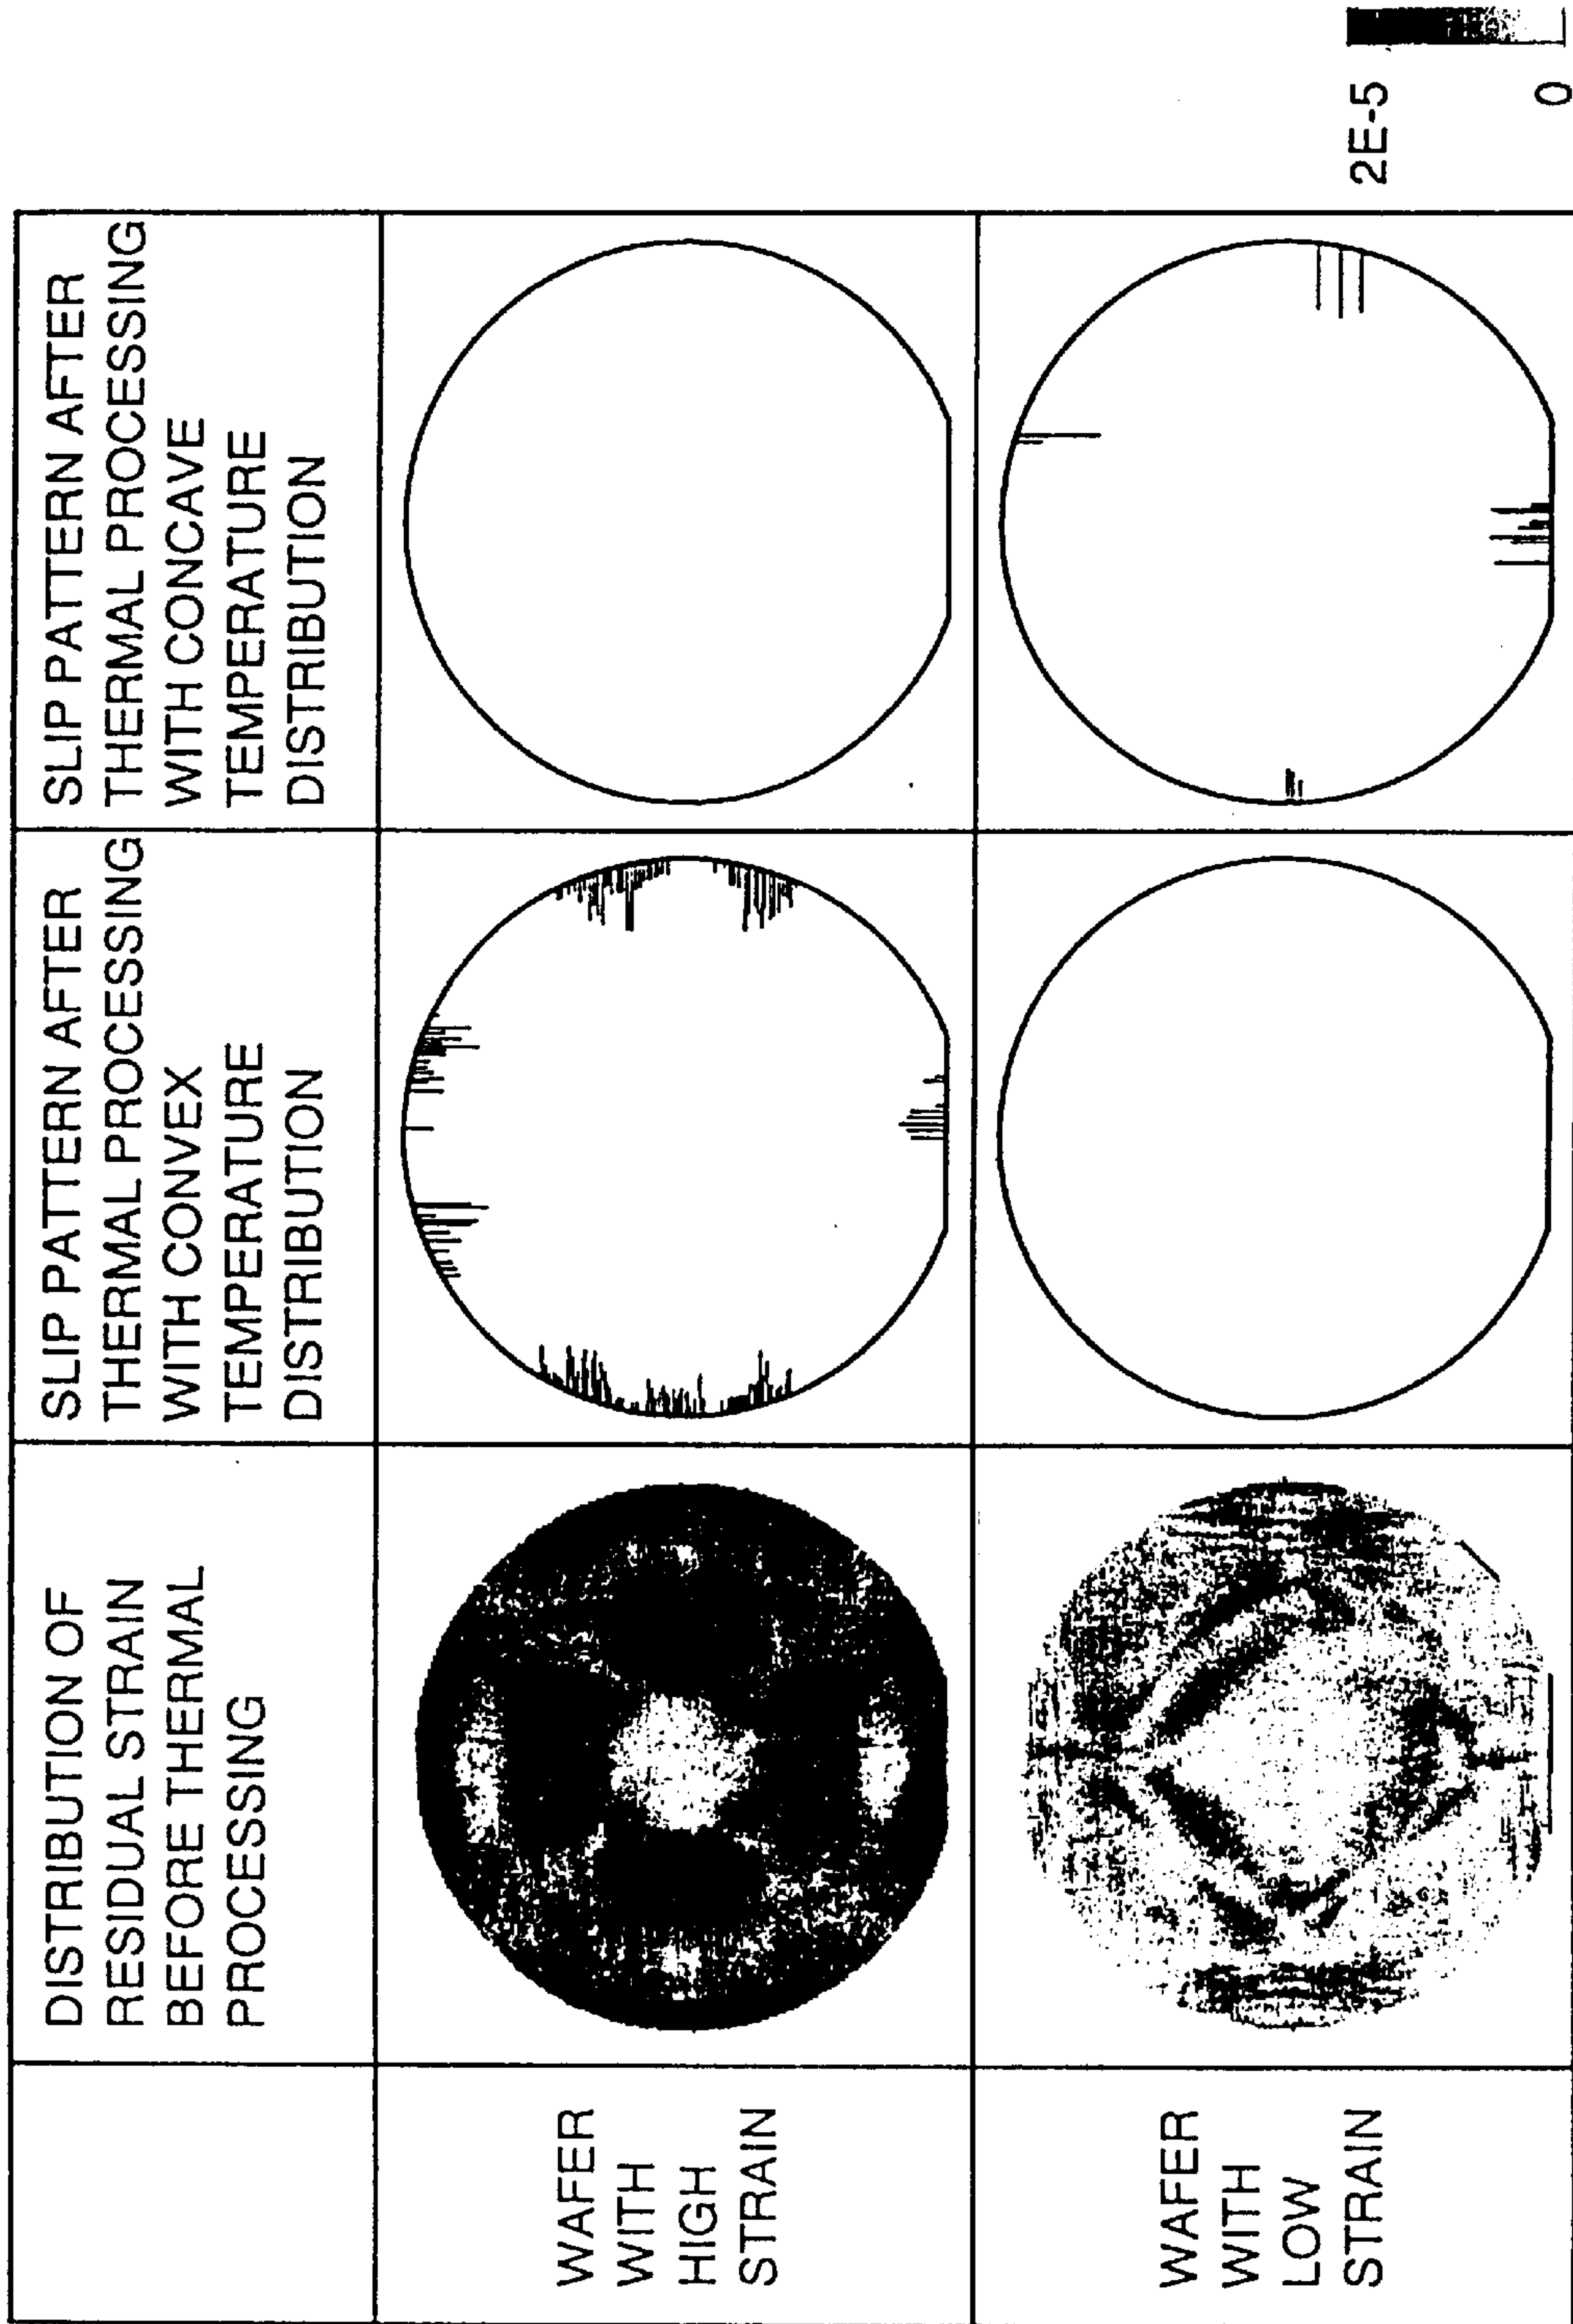 DISTRIBUTION OF
RESIDUAL STRAIN
BEFORE THERMAL
PROCESSING
SLIP PATTERN AFTER
THERMAL PROCESSING
WITH CONVEX
TEMPERATURE
DISTRIBUTION
SLIP PATTERN AFTER
THERMAL PROCESSING
WITH CONCAVE
TEMPERATURE
DISTRIBUTION
WAFER
WITH
HIGH
STRAIN
WAFER
WITH
LOW
STRAIN
2E-5
0